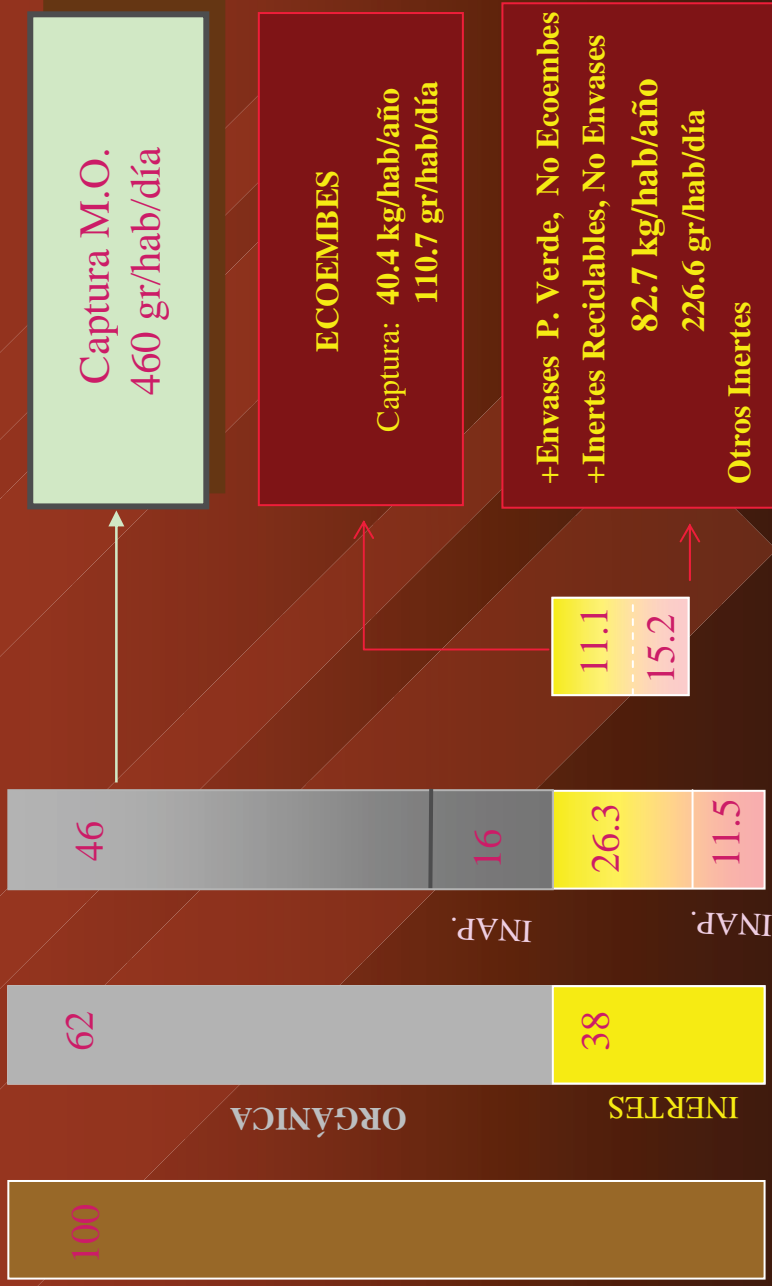 100
ORGÁNICA
62
INERTES
38
46
INAP.
16
26.3
INAP.
11.5
11.1
15.2
Captura M.O.
460 gr/hab/día
ECOEMBES
Captura: 40.4 kg/hab/año
110.7 gr/hab/día
+Envases P. Verde, No Ecoembes
+Inertes Reciclables, No Envases
82.7 kg/hab/año
226.6 gr/hab/día
Otros Inertes